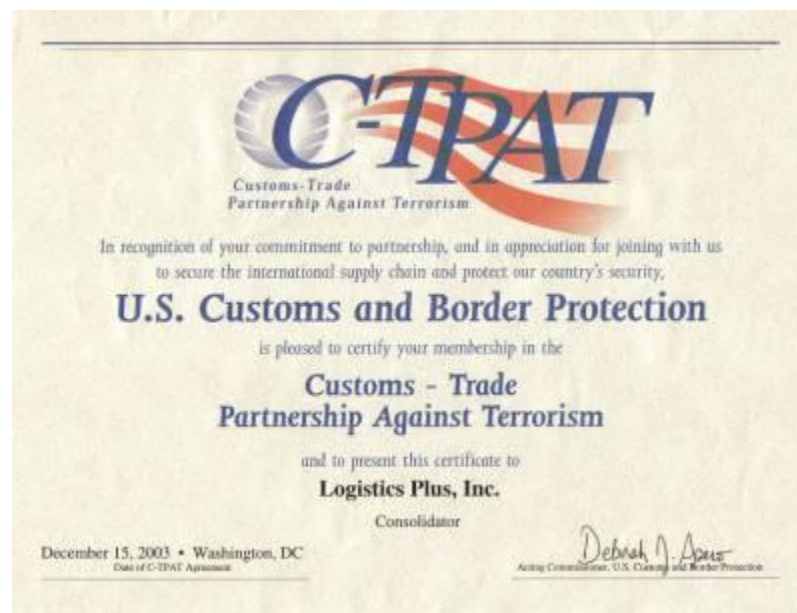 C-TPAT
Customs-Trade
Partnership Against Terrorism
In recognition of your commitment to partnership, and in appreciation for joining with us
to secure the international supply chain and protect our country's security,
U.S. Customs and Border Protection
is pleased to certify your membership in the
Customs - Trade
Partnership Against Terrorism
and to present this certificate to
Logistics Plus, Inc.
Consolidator
December 15, 2003 • Washington, DC
Date of C-TPAT Agreement
Deborah J.
Acting Commissioner, U.S. Customs and Border Protection